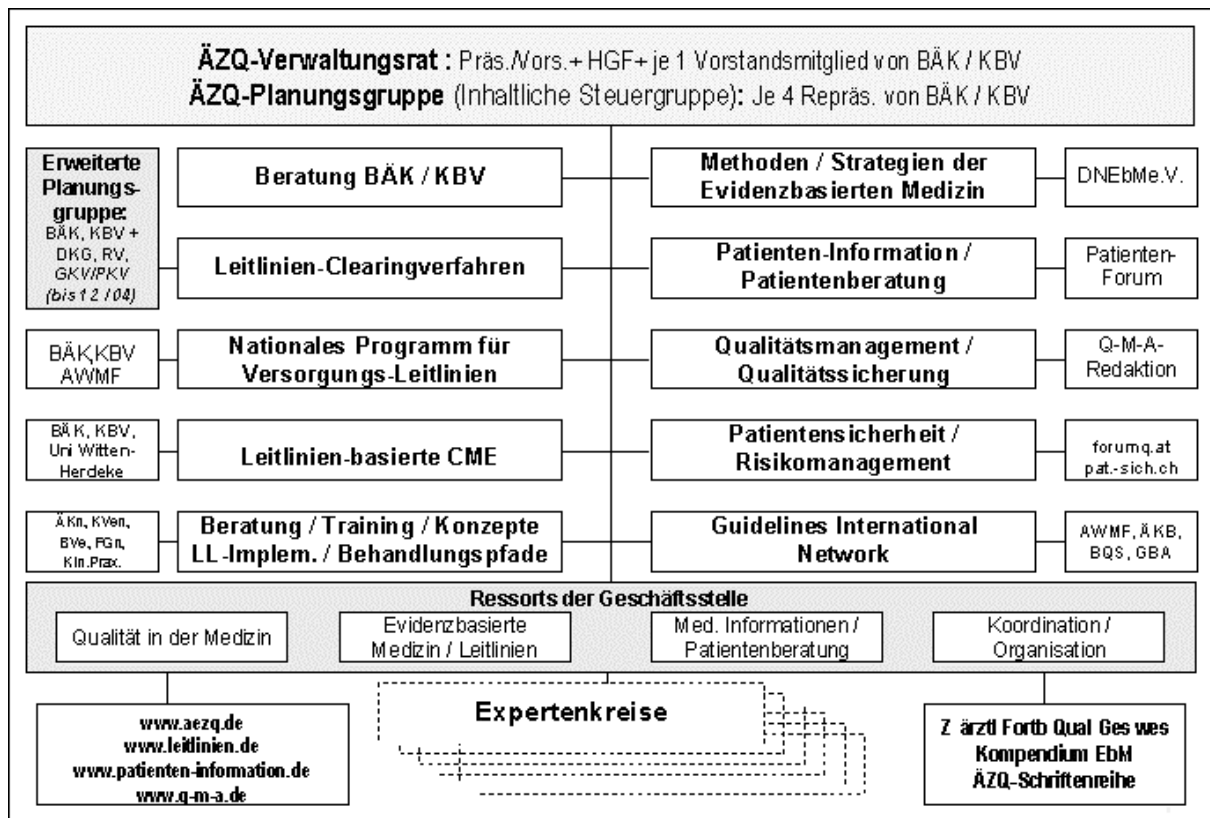 ÄZQ-Verwaltungsrat : Präs./Vors.+ HGF+ je 1 Vorstandsmitglied von BÄK / KBV
ÄZQ-Planungsgruppe (Inhaltliche Steuergruppe): Je 4 Repräs. von BÄK / KBV
Erweiterte
Planungs-
gruppe:
BÄK, KBV +
DKG, RV,
GKV/PKV
(bis 12 / 04)
Beratung BÄK / KBV
Methoden / Strategien der
Evidenzbasierten Medizin
DNEbMe.V.
Leitlinien-Clearingverfahren
Patienten-Information /
Patientenberatung
Patienten-
Forum
BÄK,KBV
AWMF
Nationales Programm für
Versorgungs-Leitlinien
Qualitätsmanagement /
Qualitätssicherung
Q-M-A-
Redaktion
BÄK, KBV,
Uni Witten-
Herdeke
Leitlinien-basierte CME
Patientensicherheit /
Risikomanagement
forumq.at
pat.-sich.ch
ÄKn, KVen,
BVe, FGn,
Klin.Prax.
Beratung / Training / Konzepte
LL-Implem. / Behandlungspfade
Guidelines International
Network
AWMF, ÄKB,
BQS, GBA
Ressorts der Geschäftsstelle
Qualität in der Medizin
Evidenzbasierte
Medizin / Leitlinien
Med. Informationen /
Patientenberatung
Koordination /
Organisation
www.aezq.de
www.leitlinien.de
www.patienten-information.de
www.q-m-a.de
Expertenkreise
Z ärztl Fortb Qual Ges wes
Kompendium EbM
ÄZQ-Schriftenreihe